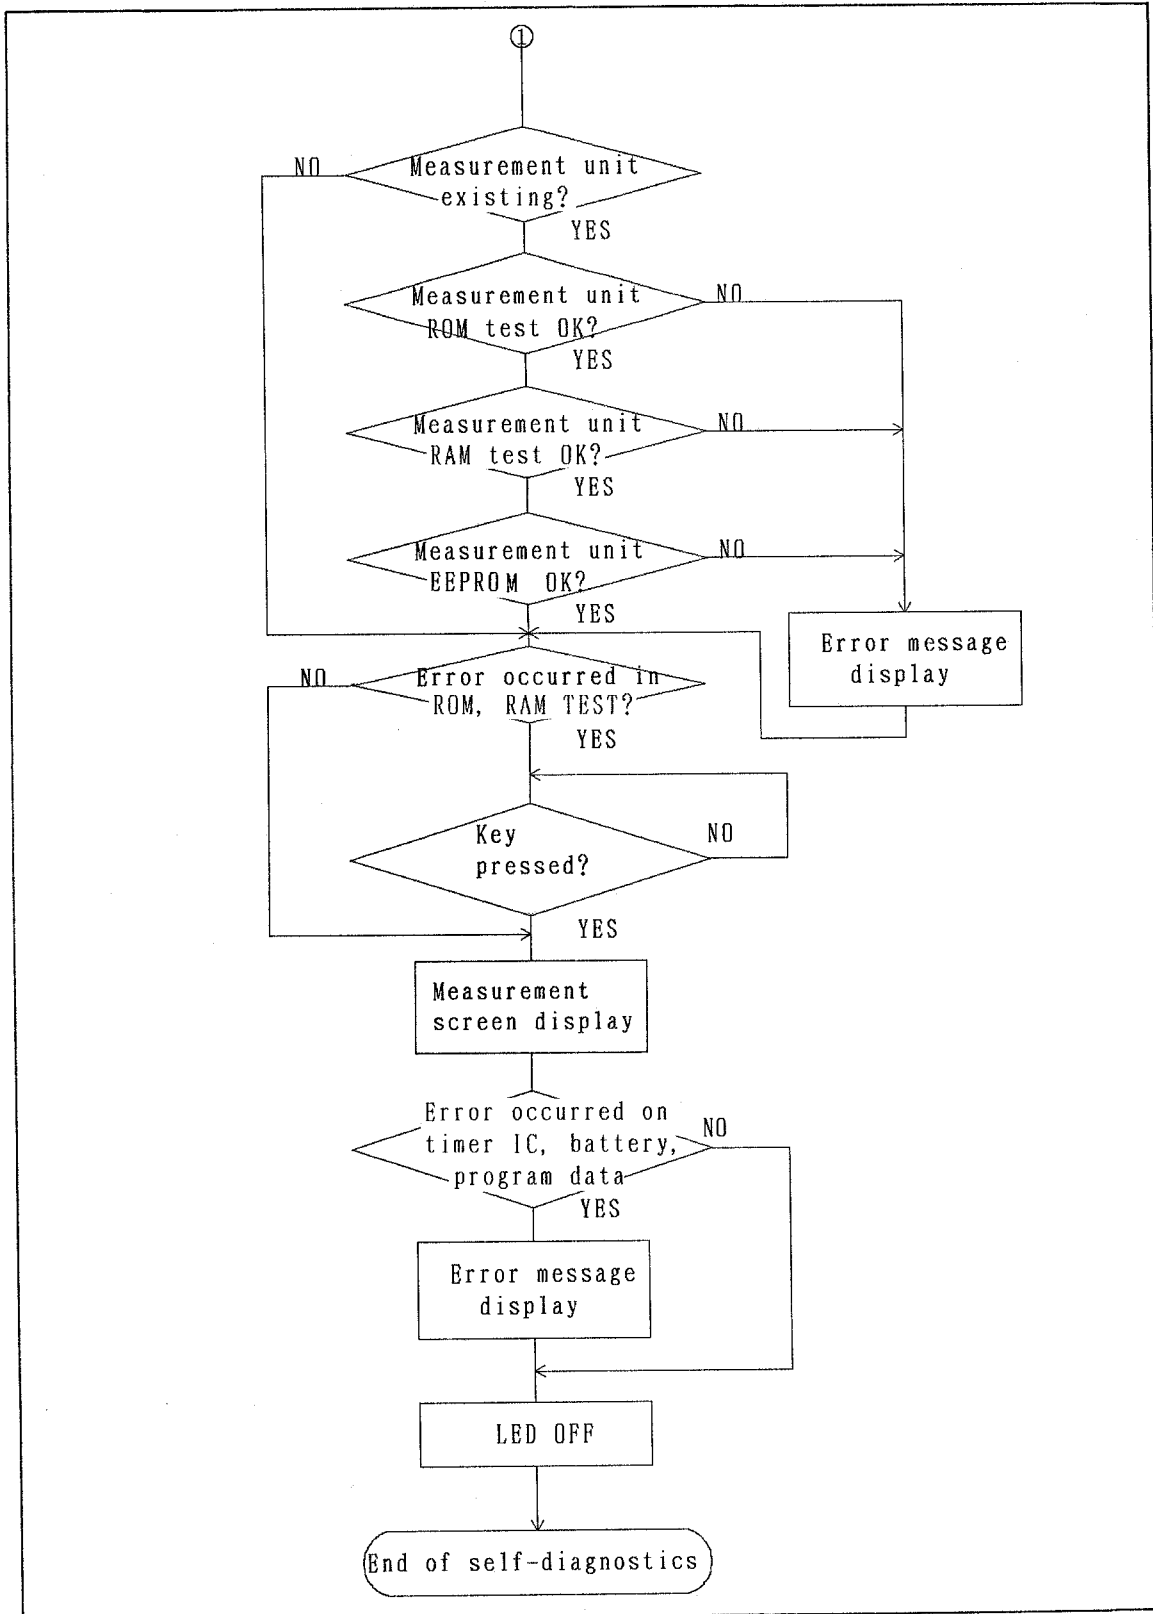 ①
NO
Measurement unit
existing?
YES
Measurement unit
ROM test OK?
NO
YES
Measurement unit
RAM test OK?
NO
YES
Measurement unit
EEPROM OK?
NO
YES
Error message
display
NO
Error occurred in
ROM, RAM TEST?
YES
Key
pressed?
NO
YES
Measurement
screen display
Error occurred on
timer IC, battery,
program data
NO
YES
Error message
display
LED OFF
End of self-diagnostics